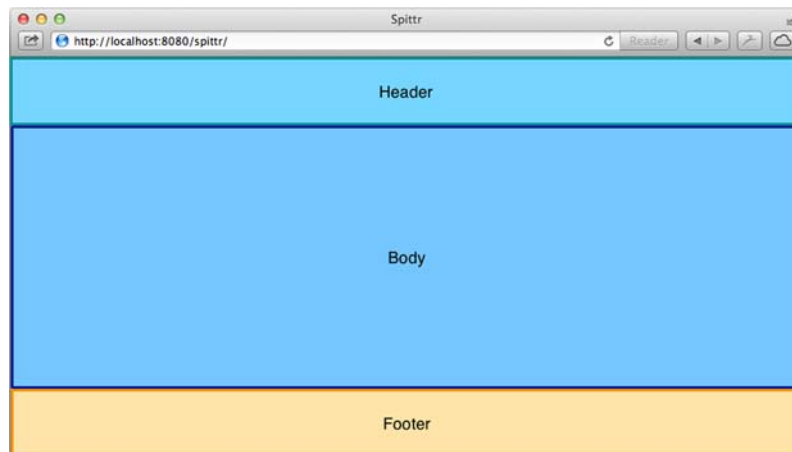 Spittr
http://localhost:8080/spittr/
Reader
Header
Body
Footer